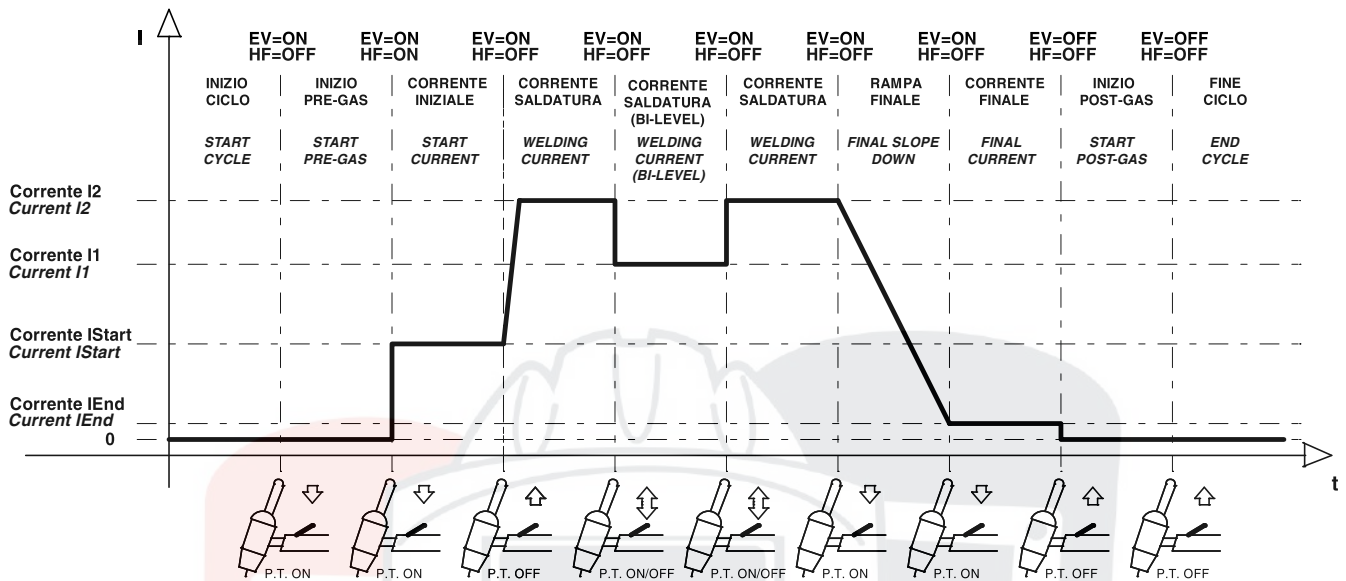 I
EV=ON EV=ON EV=ON EV=ON EV=ON EV=ON EV=ON EV=OFF EV=OFF
HF=OFF HF=ON HF=OFF HF=OFF HF=OFF HF=OFF HF=OFF HF=OFF HF=OFF
INIZIO
CICLO
START
CYCLE
INIZIO
PRE-GAS
START
PRE-GAS
CORRENTE
INIZIALE
START
CURRENT
CORRENTE
SALDATURA
WELDING
CURRENT
CORRENTE
SALDATURA
(BI-LEVEL)
WELDING
CURRENT
(BI-LEVEL)
CORRENTE
SALDATURA
WELDING
CURRENT
RAMPA
FINALE
FINAL SLOPE
DOWN
CORRENTE
FINALE
FINAL
CURRENT
INIZIO
POST-GAS
START
POST-GAS
FINE
CICLO
END
CYCLE
Corrente I2
Current I2
Corrente I1
Current I1
Corrente IStart
Current IStart
Corrente IEnd
Current IEnd
0
t
P.T. ON P.T. ON P.T. OFF P.T. ON/OFF P.T. ON/OFF P.T. ON P.T. ON P.T. OFF P.T. OFF